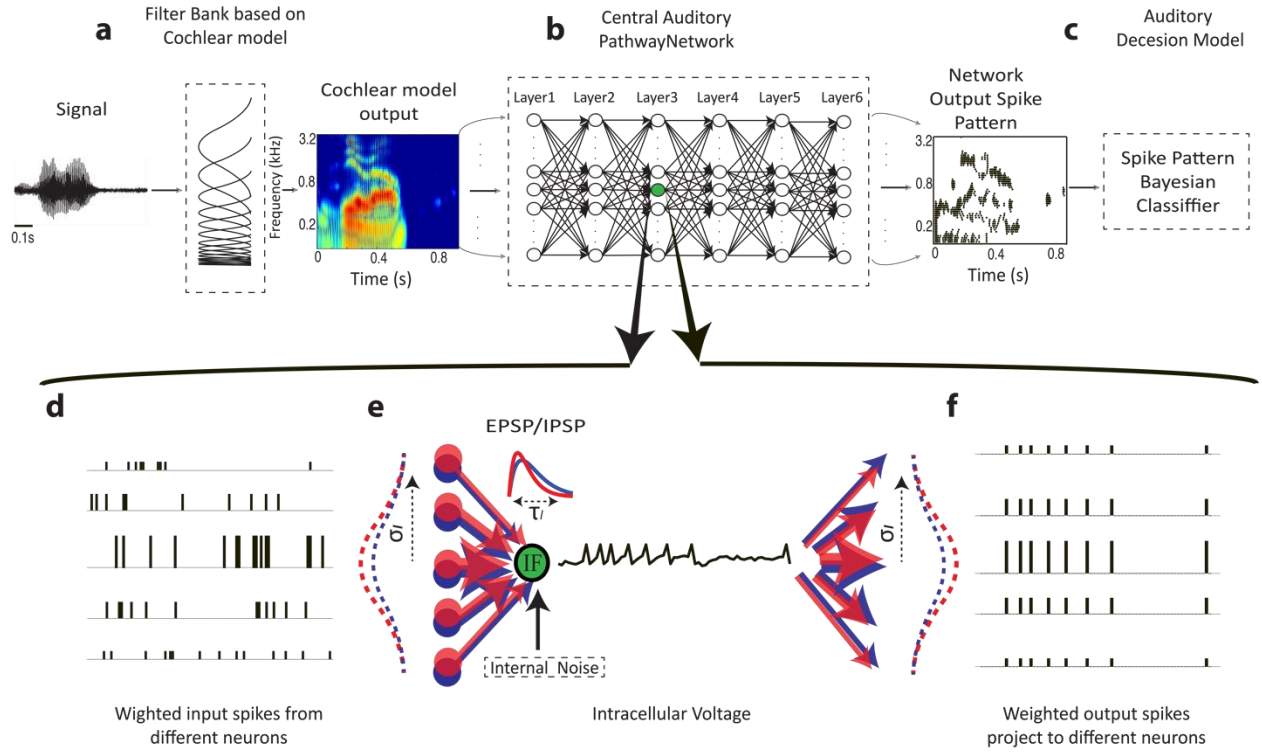 a
Filter Bank based on
Cochlear model
b
Central Auditory
PathwayNetwork
c
Auditory
Decesion Model
Signal
0.1s
Cochlear model
output
Frequency (kHz)
3.2
0.8
0.2
0
0.4
0.8
Time (s)
Layer1 Layer2 Layer3 Layer4 Layer5 Layer6
Network
Output Spike
Pattern
3.2
0.8
0.2
0
0.4
0.8
Time (s)
Spike Pattern
Bayesian
Classiffier
d
Wighted input spikes from
different neurons
e
EPSP/IPSP
τI
σI
IF
Internal Noise
Intracellular Voltage
σI
f
Weighted output spikes
project to different neurons